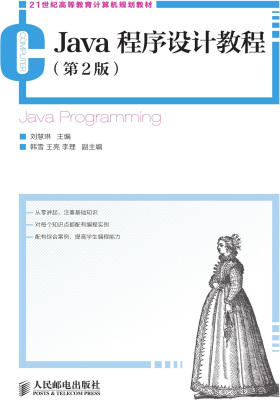 21世纪高等教育计算机规划教材
COMPUTER
Java 程序设计教程
（第2版）
Java Programming
刘慧琳 主编
韩雪 王亮 李理 副主编
从零讲起，注重基础知识
对每个知识点都配有编程实例
配有综合案例，提高学生编程能力
人民邮电出版社
POSTS & TELECOM PRESS